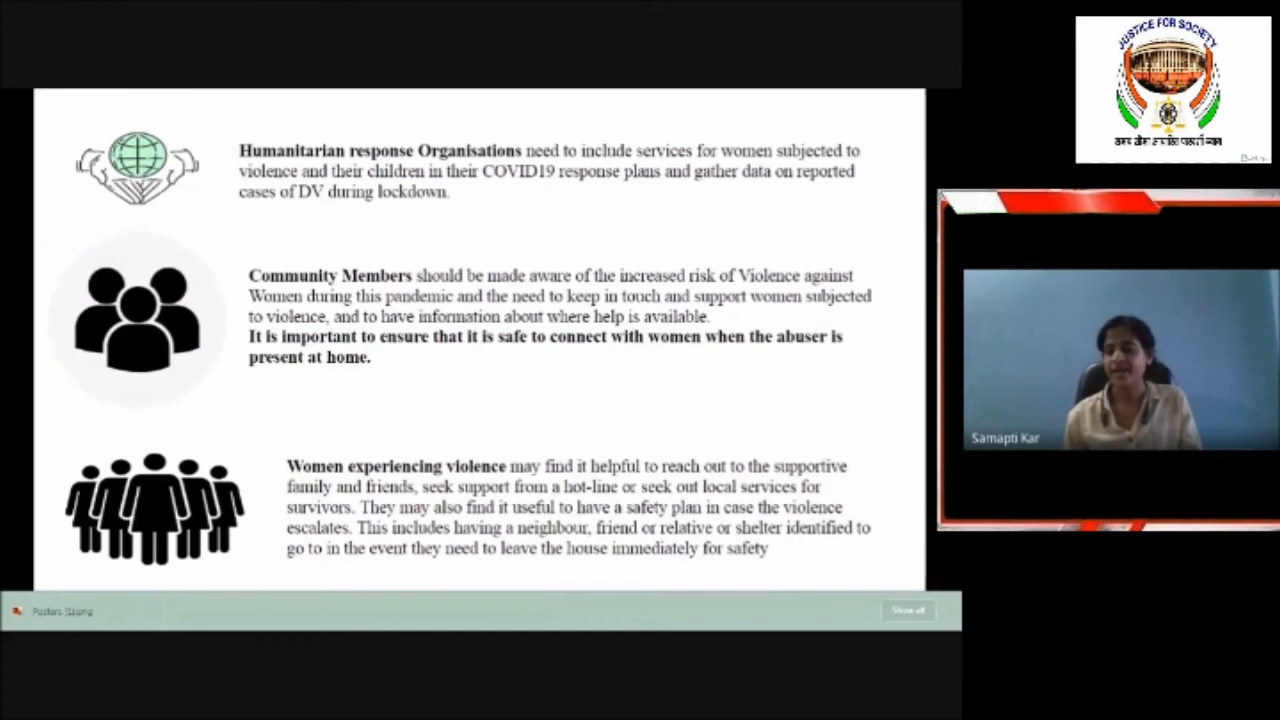 Humanitarian response Organisations need to include services for women subjected to
violence and their children in their COVID19 response plans and gather data on reported
cases of DV during lockdown.
Community Members should be made aware of the increased risk of Violence against
Women during this pandemic and the need to keep in touch and support women subjected
to violence, and to have information about where help is available.
It is important to ensure that it is safe to connect with women when the abuser is
present at home.
Women experiencing violence may find it helpful to reach out to the supportive
family and friends, seek support from a hot-line or seek out local services for
survivors. They may also find it useful to have a safety plan in case the violence
escalates. This includes having a neighbour, friend or relative or shelter identified to
go to in the event they need to leave the house immediately for safety
Posters (1).png
Show all
JUSTICE FOR SOCIETY
Samapti Kar